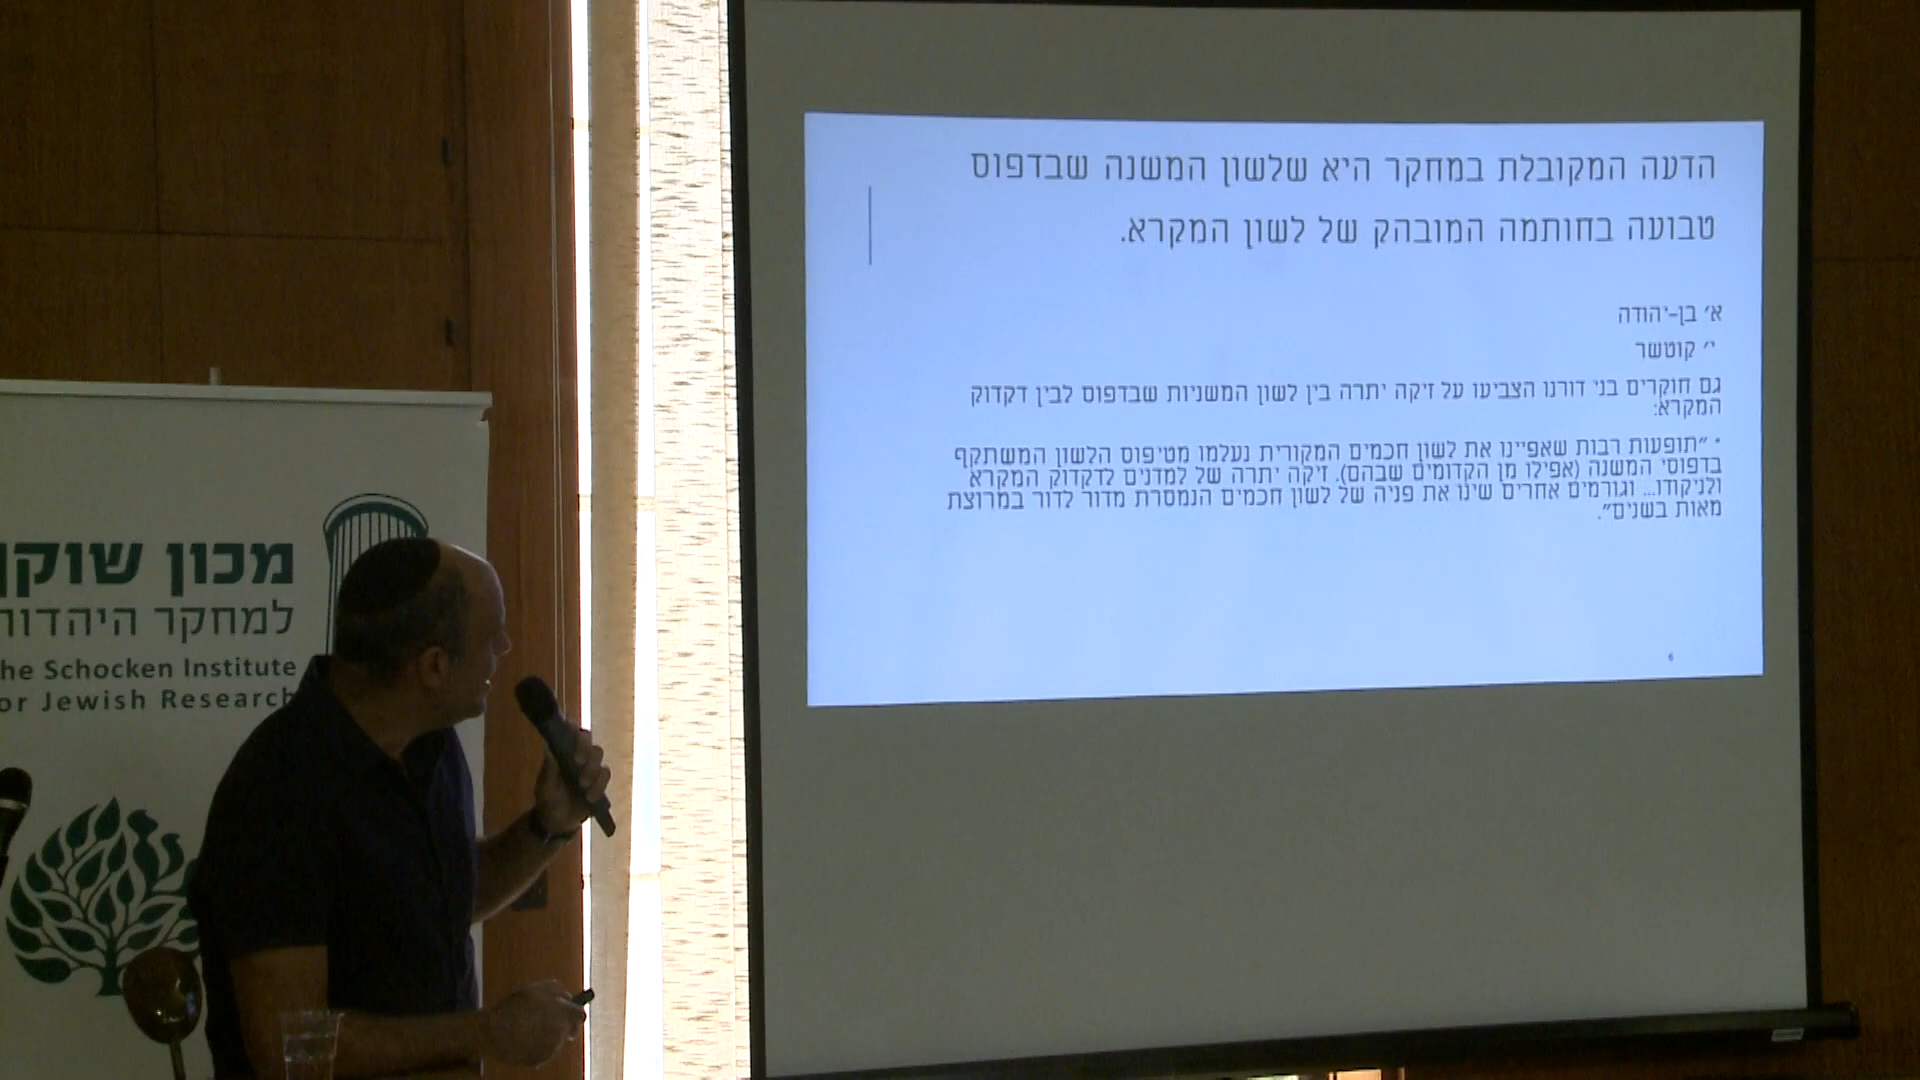 הדעה המקובלת במחקר היא שלשון המשנה שבדפוס
טבועה בחותמה המובהק של לשון המקרא.
א׳ בן-יהודה
י׳ קוטשר
גם חוקרים בני דורנו הצביעו על זיקה יתרה בין לשון המשניות שבדפוס לבין דקדוק
המקרא:
• "תופעות רבות שאפיינו את לשון חכמים המקורית נעלמו מטיפוס הלשון המשתקף
בדפוסי המשנה (אפילו מן הקדומים שבהם). זיקה יתרה של למדנים לדקדוק המקרא
ולניקודו... וגורמים אחרים שינו את פניה של לשון חכמים הנמסרת מדור לדור במרוצת
מאות בשנים".
6
מכון שוקן
למחקר היהדות
he Schocken Institute
or Jewish Research